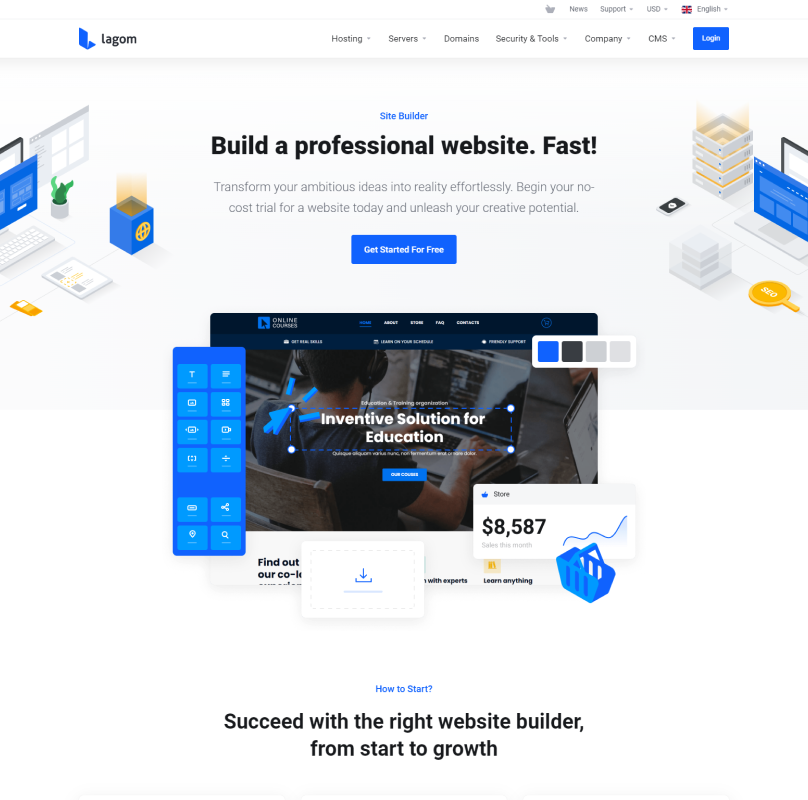 News
Support
USD
English
lagom
Hosting
Servers
Domains
Security & Tools
Company
CMS
Login
Site Builder
Build a professional website. Fast!
Transform your ambitious ideas into reality effortlessly. Begin your no-
cost trial for a website today and unleash your creative potential.
Get Started For Free
SEO
ONLINE
COURSES
HOME
ABOUT
STORE
FAQ
CONTACTS
GET REAL SKILLS
LEARN ON YOUR SCHEDULE
FRIENDLY SUPPORT
Education & Training organization
Inventive Solution for
Education
Quisque aliquam varius nunc, non fermentum erat ornare dolor.
OUR COURSES
Store
$8,587
Sales this month
Find out
our co-le
with experts
Learn anything
How to Start?
Succeed with the right website builder,
from start to growth